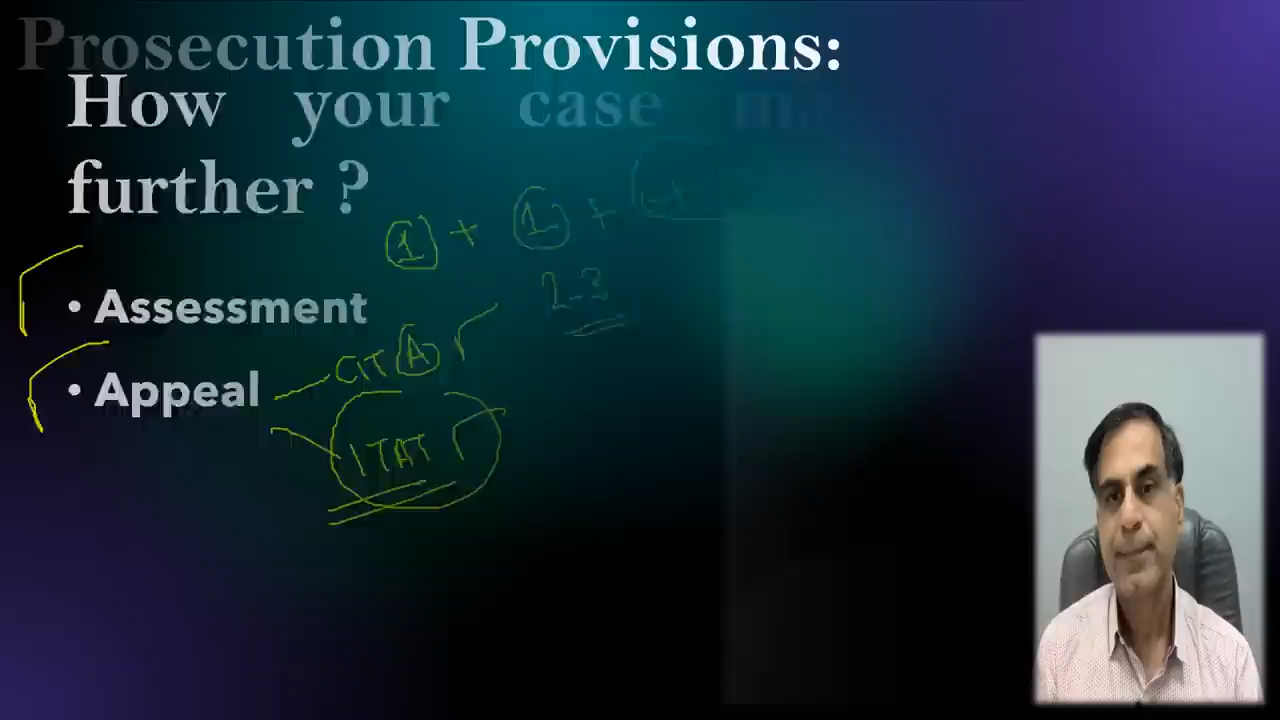 Prosecution Provisions:
How your case
further ?
1 + 1 +
2-3
• Assessment
CIT(A)
• Appeal
ITAT